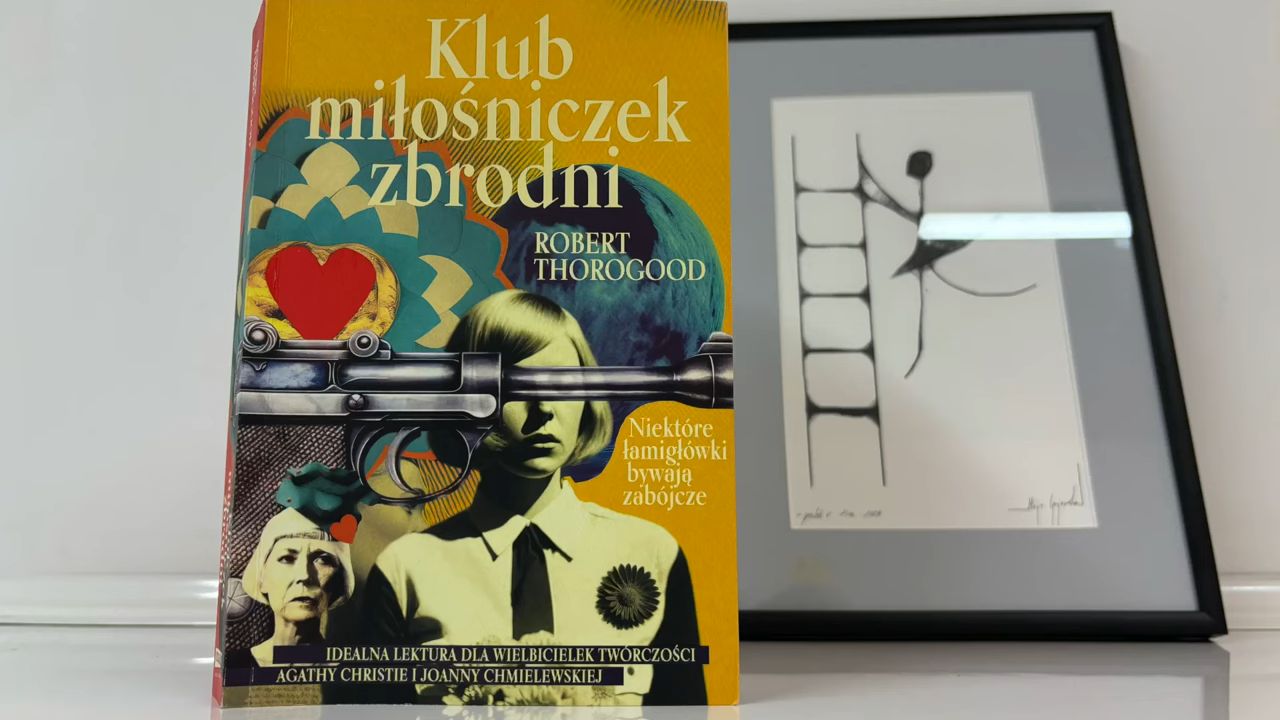 Klub
miłośniczek
zbrodni
ROBERT
THOROGOOD
Niektóre
łamigłówki
bywają
zabójcze
IDEALNA LEKTURA DLA WIELBICIELEK TWÓRCZOŚCI
AGATHY CHRISTIE I JOANNY CHMIELEWSKIEJ